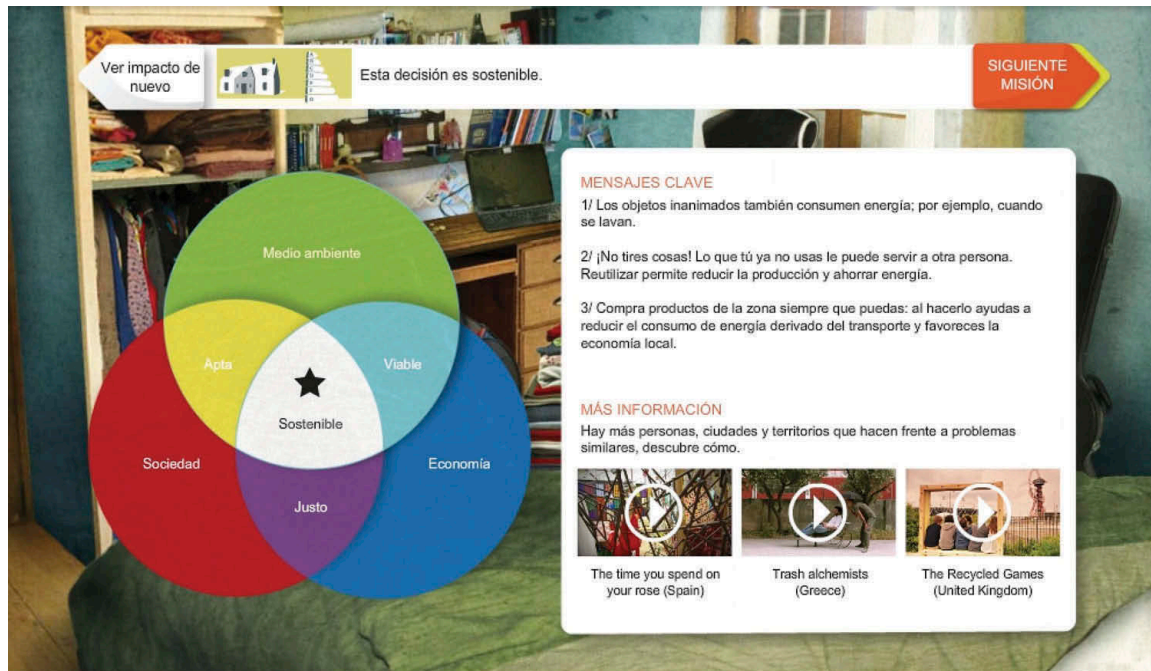 Ver impacto de
nuevo
Esta decisión es sostenible.
SIGUIENTE
MISIÓN
Medio ambiente
Apta
Viable
Sostenible
Sociedad
Economía
Justo
MENSAJES CLAVE
1/ Los objetos inanimados también consumen energía; por ejemplo, cuando
se lavan.
2/ ¡No tires cosas! Lo que tú ya no usas le puede servir a otra persona.
Reutilizar permite reducir la producción y ahorrar energía.
3/ Compra productos de la zona siempre que puedas: al hacerlo ayudas a
reducir el consumo de energía derivado del transporte y favoreces la
economía local.
MÁS INFORMACIÓN
Hay más personas, ciudades y territorios que hacen frente a problemas
similares, descubre cómo.
The time you spend on
your rose (Spain)
Trash alchemists
(Greece)
The Recycled Games
(United Kingdom)